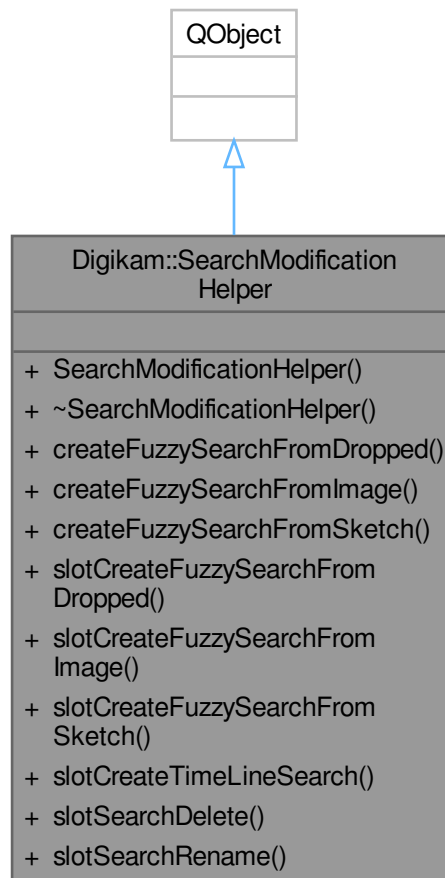 QObject
Digikam::SearchModification
Helper
+ SearchModificationHelper()
+ ~SearchModificationHelper()
+ createFuzzySearchFromDropped()
+ createFuzzySearchFromImage()
+ createFuzzySearchFromSketch()
+ slotCreateFuzzySearchFrom
Dropped()
+ slotCreateFuzzySearchFrom
Image()
+ slotCreateFuzzySearchFrom
Sketch()
+ slotCreateTimeLineSearch()
+ slotSearchDelete()
+ slotSearchRename()